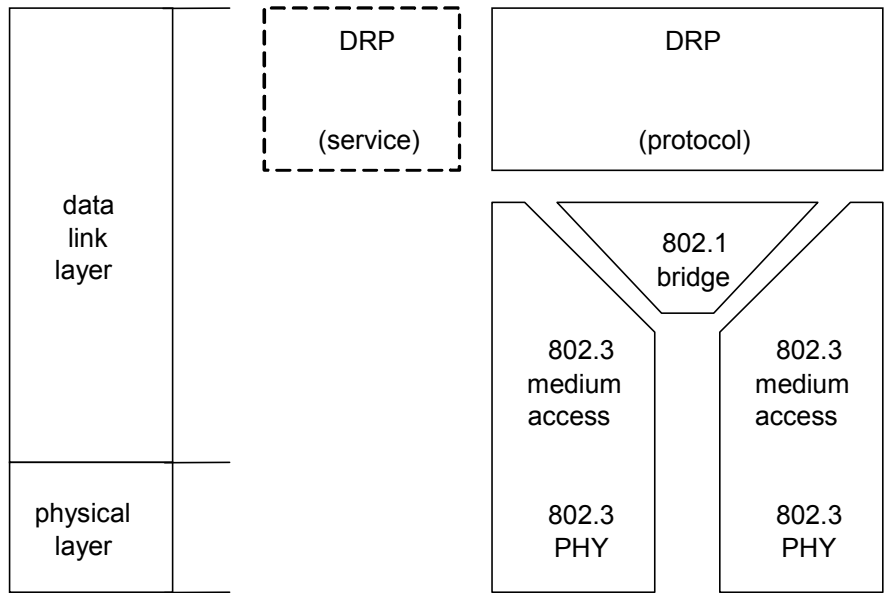 DRP
(service)
DRP
(protocol)
data
link
layer
802.1
bridge
802.3
medium
access
802.3
medium
access
physical
layer
802.3
PHY
802.3
PHY